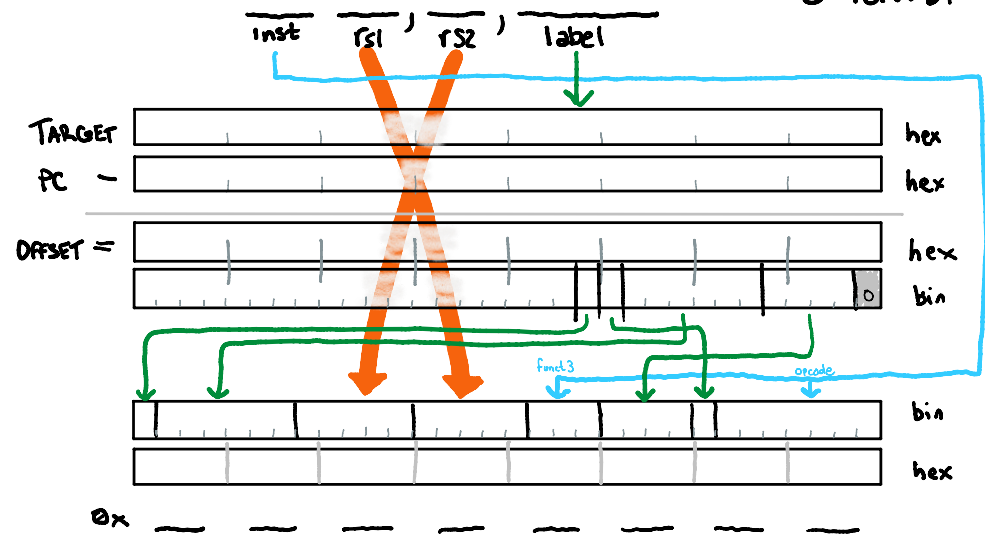 inst rs1 , rs2 , label
TARGET hex
PC - hex
OFFSET = hex
0 bin
funct3 opcode
bin
hex
0x